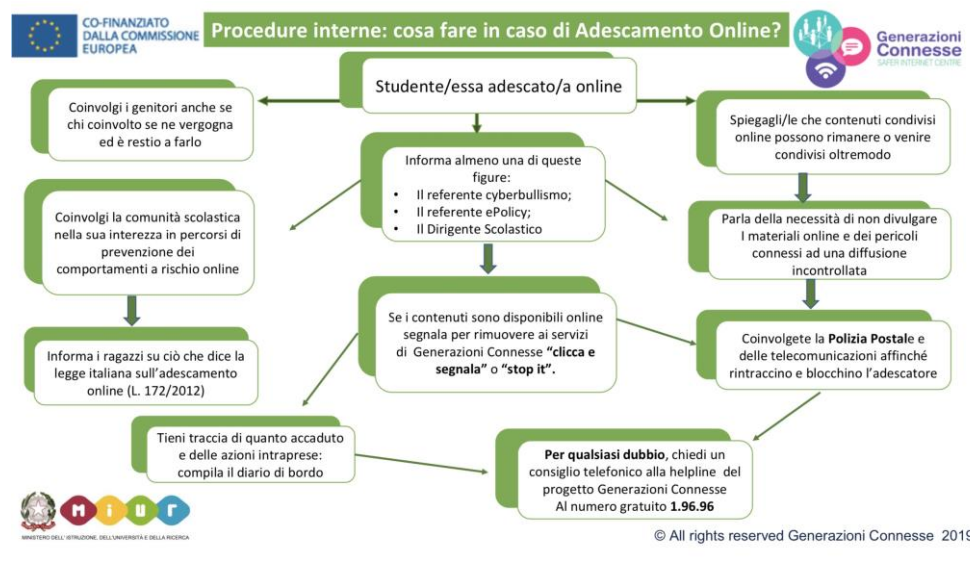 CO-FINANZIATO
DALLA COMMISSIONE
EUROPEA
Procedure interne: cosa fare in caso di Adescamento Online?
Generazioni
Connesse
SAFER INTERNET CENTRE
Studente/essa adescato/a online
Coinvolgi i genitori anche se
chi coinvolto se ne vergogna
ed è restio a farlo
Informa almeno una di queste
figure:
• Il referente cyberbullismo;
• Il referente ePolicy;
• Il Dirigente Scolastico
Spiegagli/le che contenuti condivisi
online possono rimanere o venire
condivisi oltremodo
Coinvolgi la comunità scolastica
nella sua interezza in percorsi di
prevenzione dei
comportamenti a rischio online
Parla della necessità di non divulgare
I materiali online e dei pericoli
connessi ad una diffusione
incontrollata
Informa i ragazzi su ciò che dice la
legge italiana sull'adescamento
online (L. 172/2012)
Se i contenuti sono disponibili online
segnala per rimuovere ai servizi
di Generazioni Connesse "clicca e
segnala" o "stop it".
Coinvolgete la Polizia Postale e
delle telecomunicazioni affinché
rintraccino e blocchino l'adescatore
Tieni traccia di quanto accaduto
e delle azioni intraprese:
compila il diario di bordo
Per qualsiasi dubbio, chiedi un
consiglio telefonico alla helpline del
progetto Generazioni Connesse
Al numero gratuito 1.96.96
MiUr
MINISTERO DELL' ISTRUZIONE, DELL'UNIVERSITÀ E DELLA RICERCA
© All rights reserved Generazioni Connesse 2019